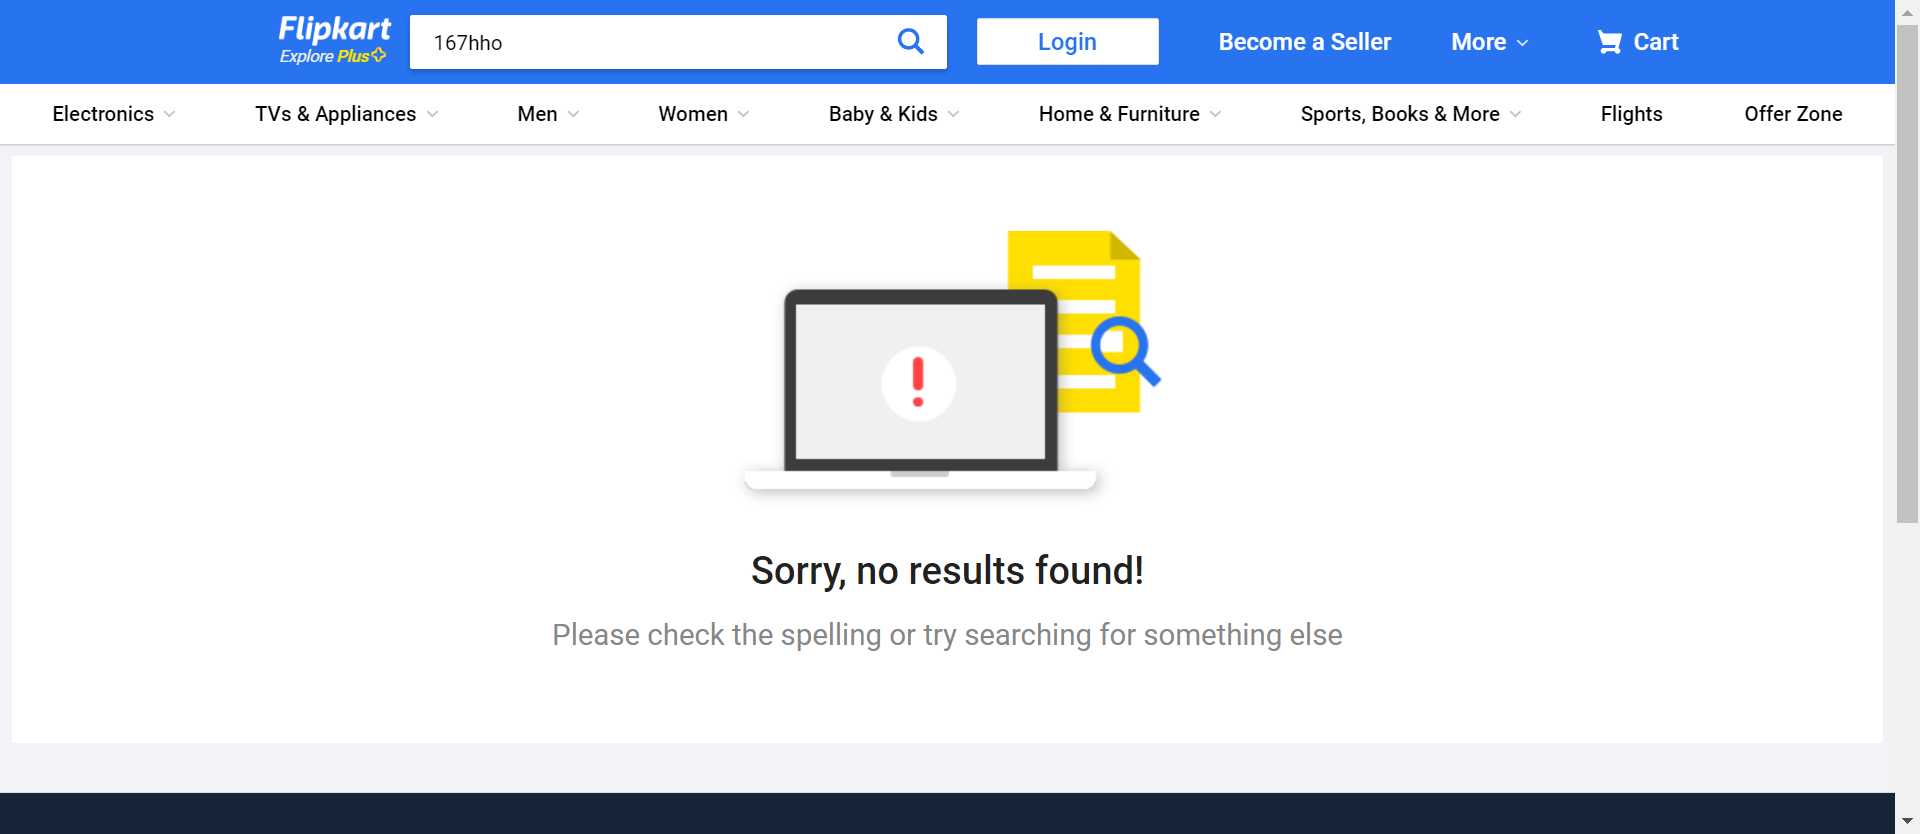 Flipkart
Explore Plus
167hho
Login
Become a Seller
More
Cart
Electronics
TVs & Appliances
Men
Women
Baby & Kids
Home & Furniture
Sports, Books & More
Flights
Offer Zone
Sorry, no results found!
Please check the spelling or try searching for something else